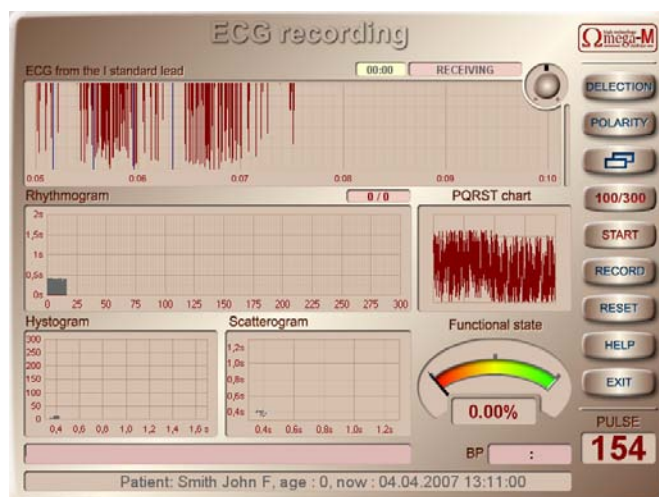 ECG recording
Ωmega-M
ECG from the I standard lead
00:00
RECEIVING
DELECTION
0:05 0:06 0:07 0:08 0:09 0:10
POLARITY
Rhythmogram
0 / 0
PQRST chart
100/300
2s
1,5s
1s
0,5s
0s
0 25 50 75 100 125 150 175 200 225 250 275 300
START
RECORD
RESET
HELP
EXIT
Hystogram
300
250
200
150
100
50
0
0,4 0,6 0,8 1,0 1,2 1,4 1,6 s
Scatterogram
1,2s
1,0s
0,8s
0,6s
0,4s
0.4s 0.6s 0.8s 1.0s 1.2s
Functional state
0.00%
BP :
PULSE
154
Patient: Smith John F, age : 0, now : 04.04.2007 13:11:00